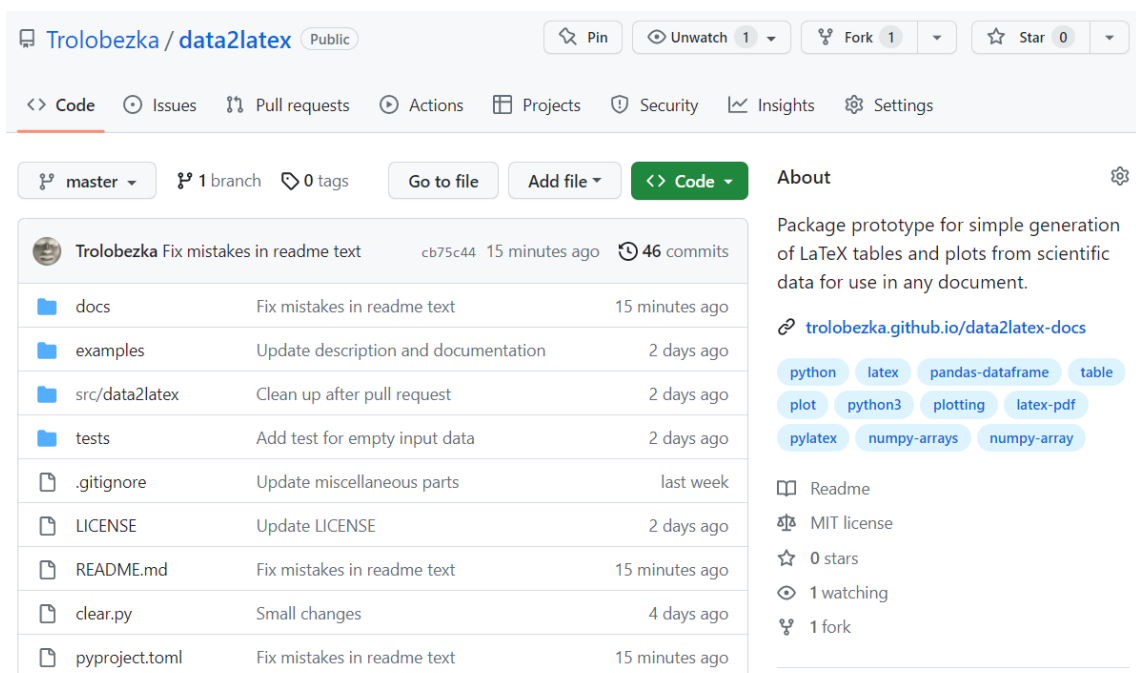 Trolobezka / data2latex Public Pin Unwatch 1 Fork 1 Star 0
Code Issues Pull requests Actions Projects Security Insights Settings
master 1 branch 0 tags Go to file Add file Code
Trolobezka Fix mistakes in readme text cb75c44 15 minutes ago 46 commits
docs Fix mistakes in readme text 15 minutes ago
examples Update description and documentation 2 days ago
src/data2latex Clean up after pull request 2 days ago
tests Add test for empty input data 2 days ago
.gitignore Update miscellaneous parts last week
LICENSE Update LICENSE 2 days ago
README.md Fix mistakes in readme text 15 minutes ago
clear.py Small changes 4 days ago
pyproject.toml Fix mistakes in readme text 15 minutes ago
About
Package prototype for simple generation
of LaTeX tables and plots from scientific
data for use in any document.
trolobezka.github.io/data2latex-docs
python latex pandas-dataframe table
plot python3 plotting latex-pdf
pylatex numpy-arrays numpy-array
Readme
MIT license
0 stars
1 watching
1 fork